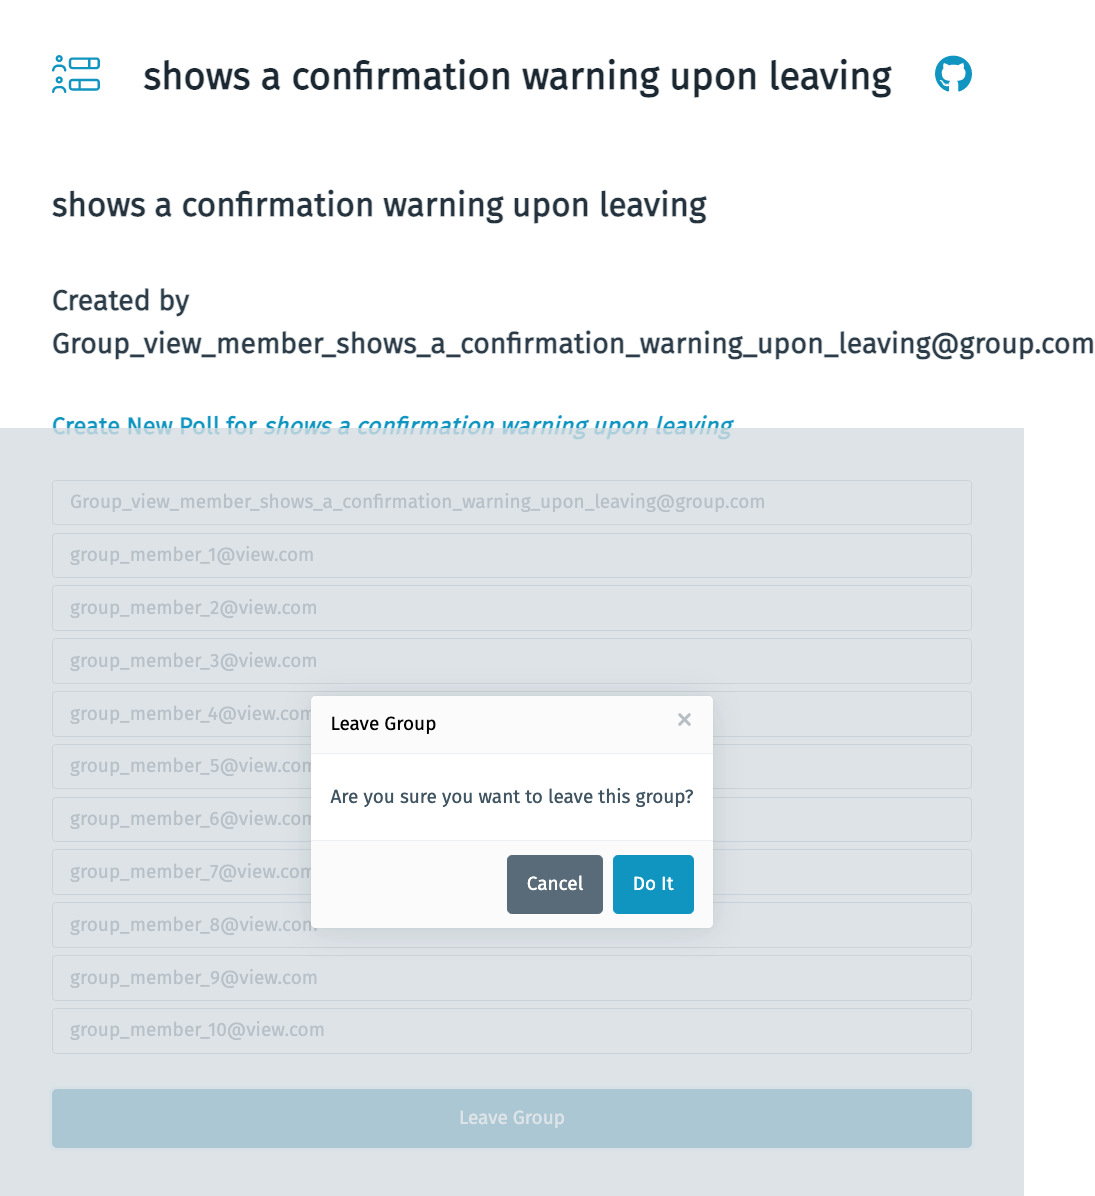 shows a confirmation warning upon leaving
shows a confirmation warning upon leaving
Created by
Group_view_member_shows_a_confirmation_warning_upon_leaving@group.com
Create New Poll for shows a confirmation warning upon leaving
Group_view_member_shows_a_confirmation_warning_upon_leaving@group.com
group_member_1@view.com
group_member_2@view.com
group_member_3@view.com
group_member_4@view.com
group_member_5@view.com
group_member_6@view.com
group_member_7@view.com
group_member_8@view.com
group_member_9@view.com
group_member_10@view.com
Leave Group
Leave Group
×
Are you sure you want to leave this group?
Cancel
Do It